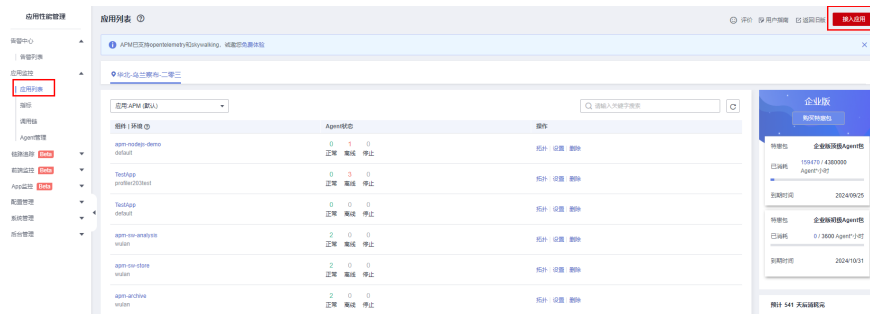 应用性能管理
告警中心
告警列表
应用监控
应用列表
指标
调用链
Agent管理
链路追踪 Beta
前端监控 Beta
App监控 Beta
配置管理
系统管理
后台管理
应用列表
评价 用户指南 返回旧版 接入应用
APM已支持opentelemetry和skywalking，诚邀您免费体验
华北-乌兰察布-二零三
应用:APM (默认)
请输入关键字搜索
组件 / 环境 Agent状态 操作
apm-nodejs-demo
default
0 1 0
正常 离线 停止
拓扑 设置 删除
TestApp
profiler203test
0 3 0
正常 离线 停止
拓扑 设置 删除
TestApp
default
0 0 0
正常 离线 停止
拓扑 设置 删除
apm-sw-analysis
wulan
2 0 0
正常 离线 停止
拓扑 设置 删除
apm-sw-store
wulan
2 0 0
正常 离线 停止
拓扑 设置 删除
apm-archive
wulan
2 0 0
正常 离线 停止
拓扑 设置 删除
企业版
购买特惠包
特惠包 企业版顶级Agent包
已消耗 159470 / 4380000
Agent*小时
到期时间 2024/09/25
特惠包 企业版初级Agent包
已消耗 0 / 3600 Agent*小时
到期时间 2024/10/31
预计 541 天后消耗完